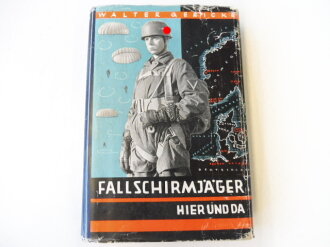 WALTER GERICKE
FALLSCHIRMJÄGER
HIER UND DA